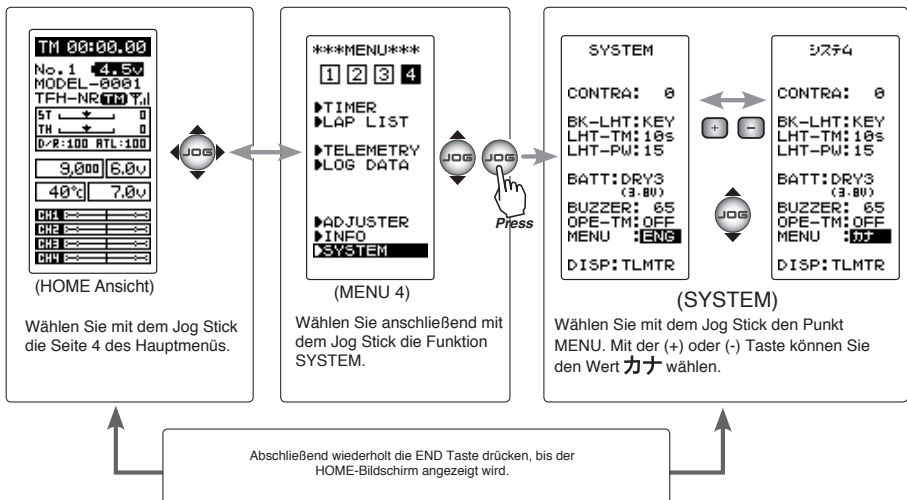 TM 00:00.00
No.1 4.5v
MODEL-0001
TFH-NR TM
ST 0
TH 0
D/R:100 ATL:100
9,000 6.0v
40℃ 7.0v
CH1
CH2
CH3
CH4
(HOME Ansicht)
Wählen Sie mit dem Jog Stick
die Seite 4 des Hauptmenüs.
JOG
***MENU***
1 2 3 4
TIMER
LAP LIST
TELEMETRY
LOG DATA
ADJUSTER
INFO
SYSTEM
(MENU 4)
Wählen Sie anschließend mit
dem Jog Stick die Funktion
SYSTEM.
JOG JOG
Press
SYSTEM
CONTRA: 0
BK-LHT:KEY
LHT-TM:10s
LHT-PW:15
BATT:DRY3
(3.8V)
BUZZER: 65
OPE-TM:OFF
MENU :ENG
DISP:TLMTR
+ -
JOG
システム
CONTRA: 0
BK-LHT:KEY
LHT-TM:10s
LHT-PW:15
BATT:DRY3
(3.8V)
BUZZER: 65
OPE-TM:OFF
MENU :カナ
DISP:TLMTR
(SYSTEM)
Wählen Sie mit dem Jog Stick den Punkt
MENU. Mit der (+) oder (-) Taste können Sie
den Wert カナ wählen.
Abschließend wiederholt die END Taste drücken, bis der
HOME-Bildschirm angezeigt wird.